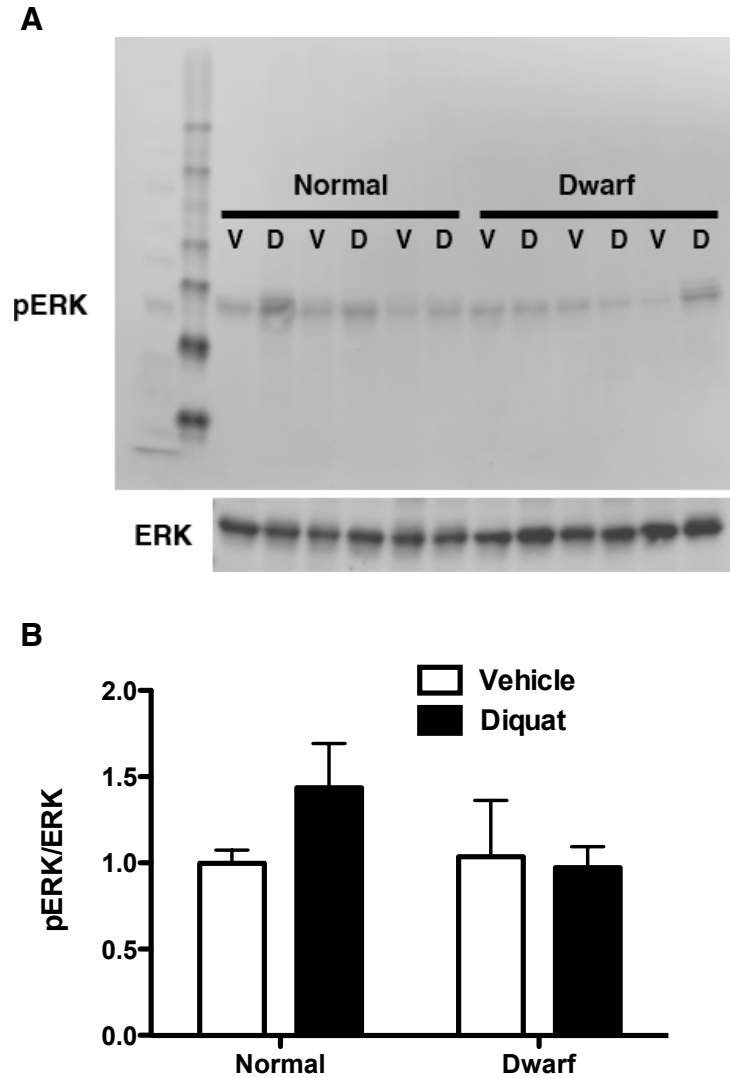 A
Normal Dwarf
V D V D V D V D V D V D
pERK
ERK
B
Vehicle
Diquat
2.0
1.5
1.0
0.5
0.0
pERK/ERK
Normal Dwarf